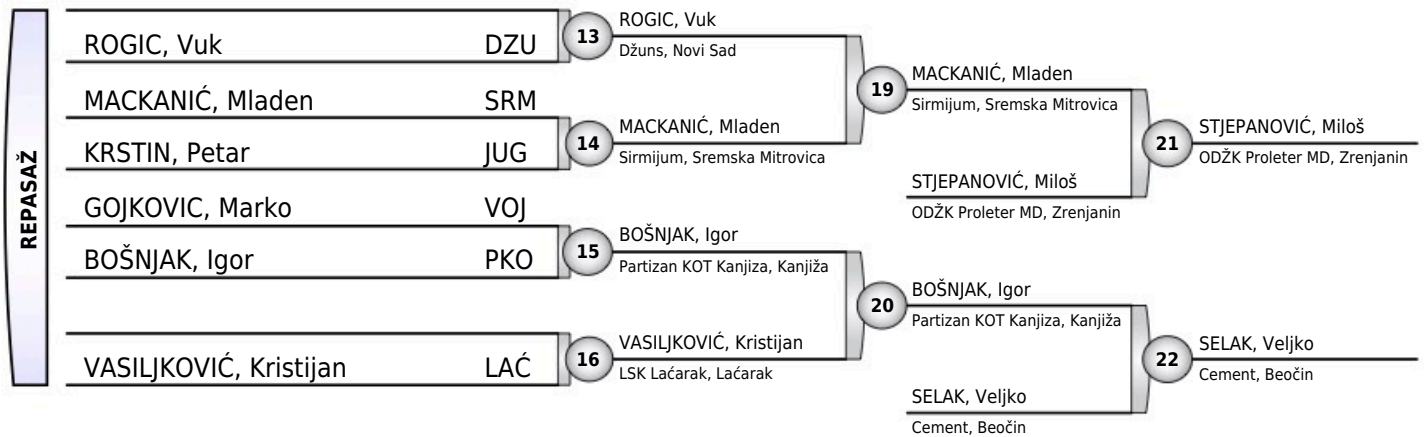 REPASAŽ
ROGIC, Vuk DZU
MACKANIĆ, Mladen SRM
KRSTIN, Petar JUG
GOJKOVIC, Marko VOJ
BOŠNJAK, Igor PKO
VASILJKOVIĆ, Kristijan LAĆ
13
ROGIC, Vuk
Džuns, Novi Sad
14
MACKANIĆ, Mladen
Sirmijum, Sremska Mitrovica
15
BOŠNJAK, Igor
Partizan KOT Kanjiza, Kanjiža
16
VASILJKOVIĆ, Kristijan
LSK Laćarak, Laćarak
19
MACKANIĆ, Mladen
Sirmijum, Sremska Mitrovica
STJEPANOVIĆ, Miloš
ODŽK Proleter MD, Zrenjanin
20
BOŠNJAK, Igor
Partizan KOT Kanjiza, Kanjiža
SELAK, Veljko
Cement, Beočin
21
STJEPANOVIĆ, Miloš
ODŽK Proleter MD, Zrenjanin
22
SELAK, Veljko
Cement, Beočin